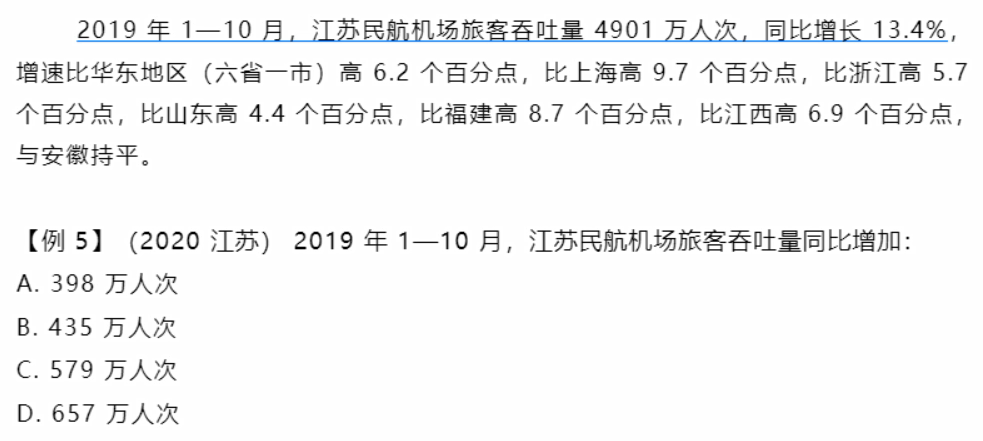 2019 年 1—10 月，江苏民航机场旅客吞吐量 4901 万人次，同比增长 13.4%，
增速比华东地区（六省一市）高 6.2 个百分点，比上海高 9.7 个百分点，比浙江高 5.7
个百分点，比山东高 4.4 个百分点，比福建高 8.7 个百分点，比江西高 6.9 个百分点，
与安徽持平。
【例 5】（2020 江苏） 2019 年 1—10 月，江苏民航机场旅客吞吐量同比增加：
A. 398 万人次
B. 435 万人次
C. 579 万人次
D. 657 万人次